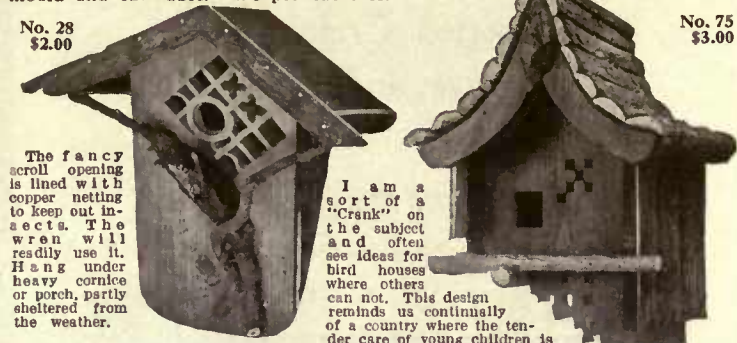 No. 28
$2.00
No. 75
$3.00
The fancy
scroll opening
is lined with
copper netting
to keep out in-
sects. The
wren will
readily use it.
Hang under
heavy cornice
or porch, partly
sheltered from
the weather.
I am a
sort of a
"Crank" on
the subject
and often
see ideas for
bird houses
where others
can not. This design
reminds us continually
of a country where the ten-
der care of young children is